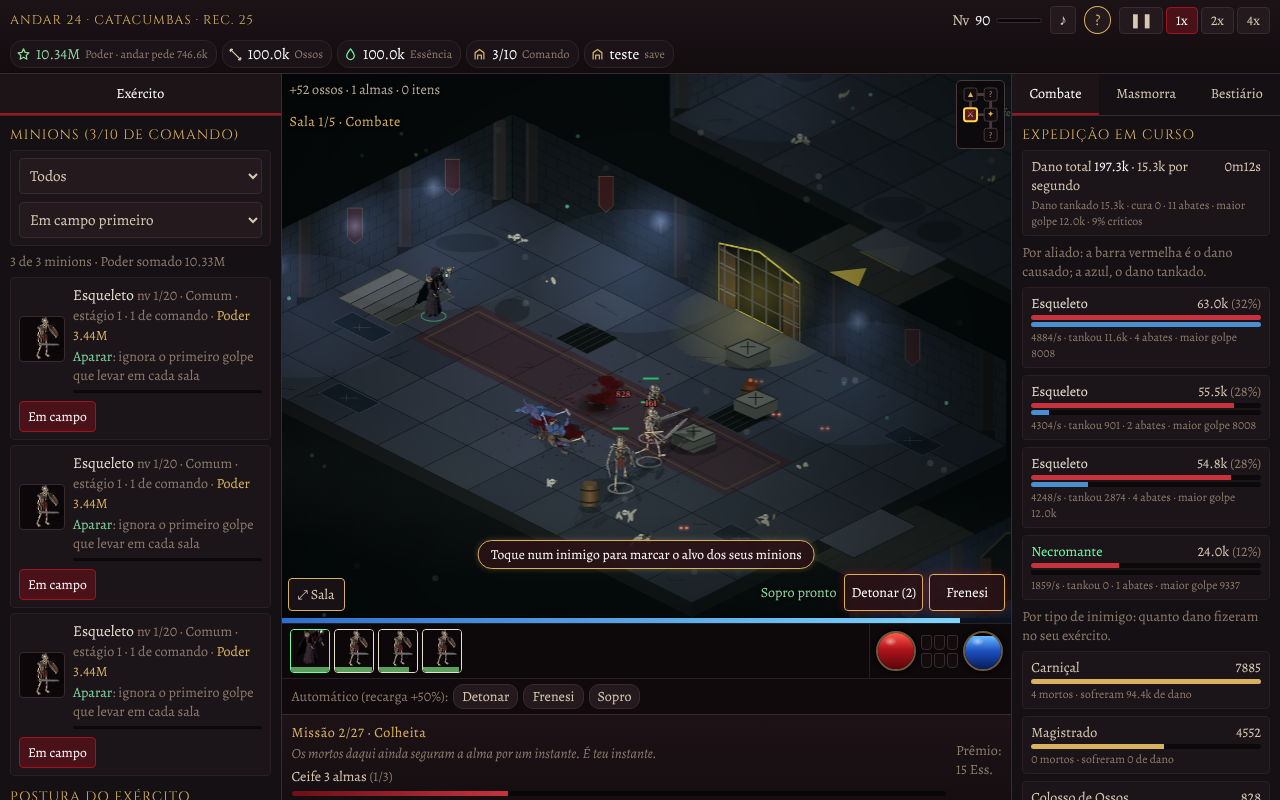 ANDAR 24 · CATACUMBAS · REC. 25
Nv 90
?
1x
2x
4x
10.34M Poder · andar pede 746.6k
100.0k Ossos
100.0k Essência
3/10 Comando
teste save
Exército
MINIONS (3/10 DE COMANDO)
Todos
Em campo primeiro
3 de 3 minions · Poder somado 10.33M
Esqueleto nv 1/20 · Comum ·
estágio 1 · 1 de comando · Poder
3.44M
Aparar: ignora o primeiro golpe
que levar em cada sala
Em campo
Esqueleto nv 1/20 · Comum ·
estágio 1 · 1 de comando · Poder
3.44M
Aparar: ignora o primeiro golpe
que levar em cada sala
Em campo
Esqueleto nv 1/20 · Comum ·
estágio 1 · 1 de comando · Poder
3.44M
Aparar: ignora o primeiro golpe
que levar em cada sala
Em campo
POSTURA DO EXÉRCITO
+52 ossos · 1 almas · 0 itens
Sala 1/5 · Combate
?
?
828
161
Toque num inimigo para marcar o alvo dos seus minions
Sala
Sopro pronto
Detonar (2)
Frenesi
Automático (recarga +50%):
Detonar
Frenesi
Sopro
Missão 2/27 · Colheita
Os mortos daqui ainda seguram a alma por um instante. É teu instante.
Ceife 3 almas (1/3)
Prêmio:
15 Ess.
Combate
Masmorra
Bestiário
EXPEDIÇÃO EM CURSO
Dano total 197.3k · 15.3k por
segundo
0m12s
Dano tankado 15.3k · cura 0 · 11 abates · maior
golpe 12.0k · 9% críticos
Por aliado: a barra vermelha é o dano
causado; a azul, o dano tankado.
Esqueleto 63.0k (32%)
4884/s · tankou 11.6k · 4 abates · maior golpe
8008
Esqueleto 55.5k (28%)
4304/s · tankou 901 · 2 abates · maior golpe 8008
Esqueleto 54.8k (28%)
4248/s · tankou 2874 · 4 abates · maior golpe
12.0k
Necromante 24.0k (12%)
1859/s · tankou 0 · 1 abates · maior golpe 9337
Por tipo de inimigo: quanto dano fizeram
no seu exército.
Carniçal 7885
4 mortos · sofreram 94.4k de dano
Magistrado 4552
0 mortos · sofreram 0 de dano
Colosso de Ossos 828